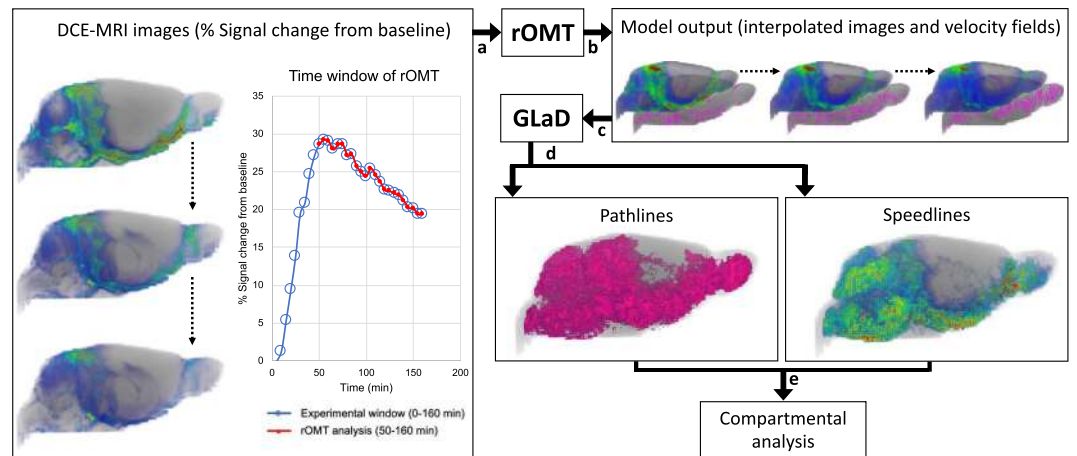 DCE-MRI images (% Signal change from baseline)
a
rOMT
b
Model output (interpolated images and velocity fields)
Time window of rOMT
% Signal change from baseline
35
30
25
20
15
10
5
0
0
50
100
150
200
Time (min)
Experimental window (0-160 min)
rOMT analysis (50-160 min)
GLaD
c
d
Pathlines
Speedlines
e
Compartmental
analysis